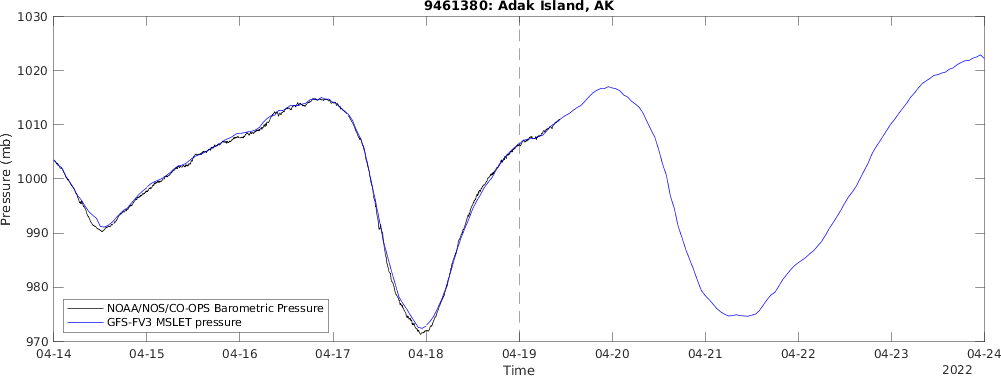 9461380: Adak Island, AK
Pressure (mb)
1030
1020
1010
1000
990
980
970
NOAA/NOS/CO-OPS Barometric Pressure
GFS-FV3 MSLET pressure
04-14 04-15 04-16 04-17 04-18 04-19 04-20 04-21 04-22 04-23 04-24
Time
2022